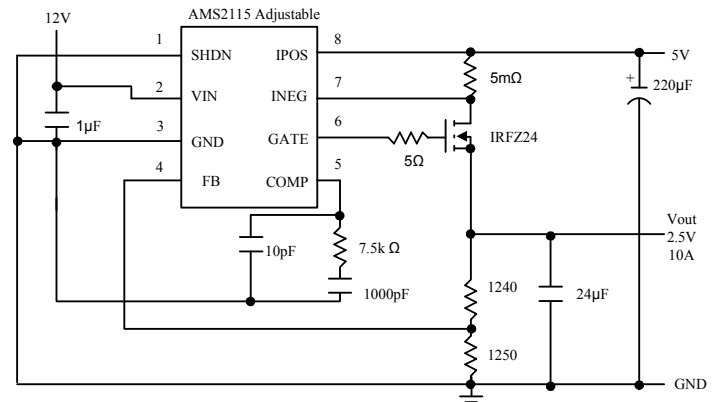 AMS2115 Adjustable
12V
1
SHDN
IPOS
8
5V
5mΩ
2
VIN
INEG
7
+
220µF
1µF
3
GND
GATE
6
5Ω
IRFZ24
4
FB
COMP
5
Vout
2.5V
10A
10pF
7.5k Ω
1000pF
1240
24µF
1250
GND